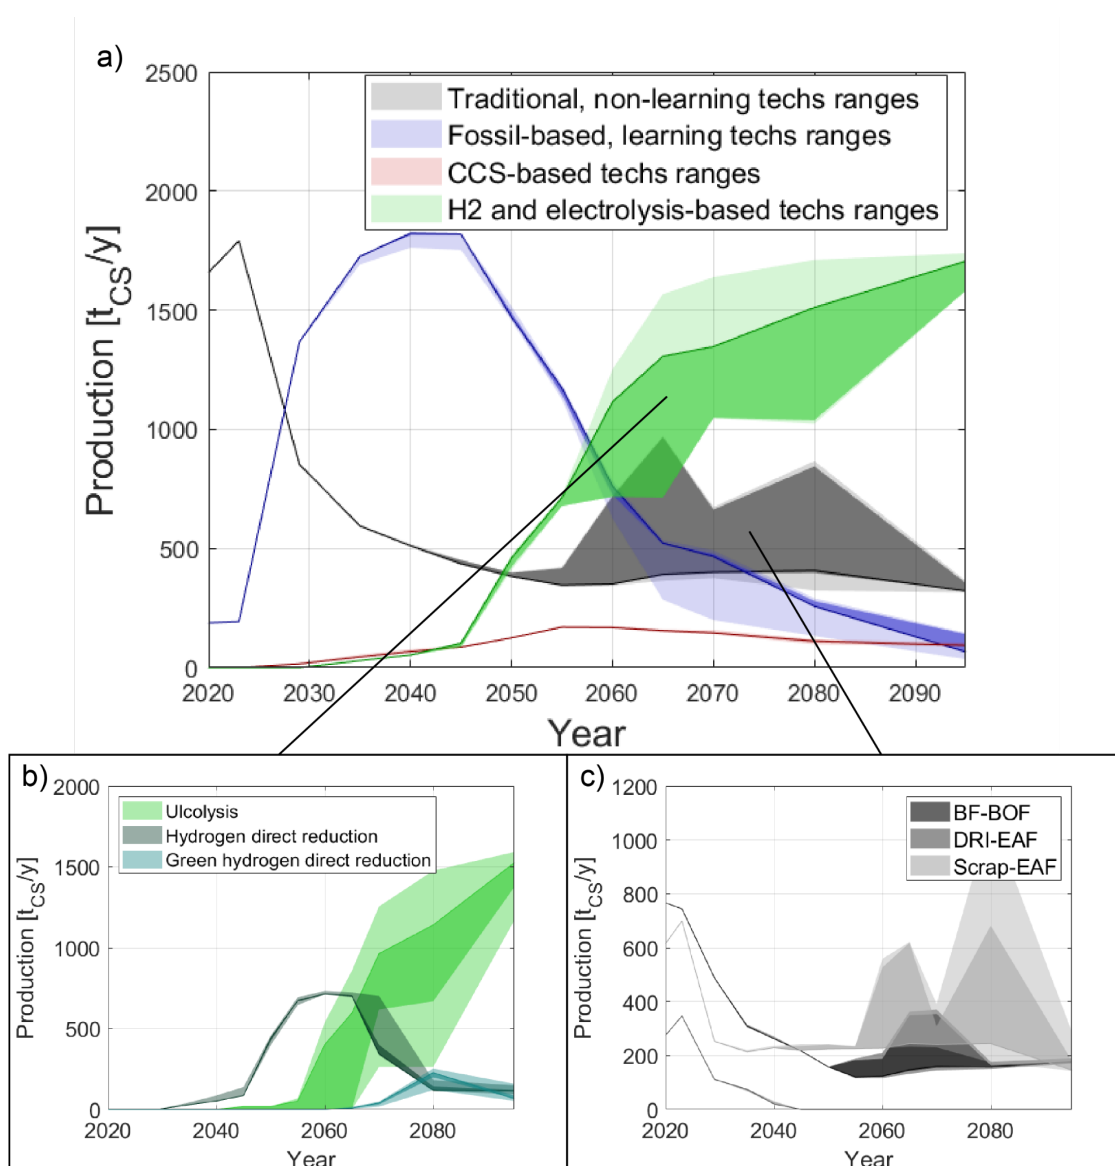 a)
2500
2000
1500
1000
500
0
Production [t_CS/y]
Traditional, non-learning techs ranges
Fossil-based, learning techs ranges
CCS-based techs ranges
H2 and electrolysis-based techs ranges
2020 2030 2040 2050 2060 2070 2080 2090
Year
b)
2000
1500
1000
500
0
Production [t_CS/y]
Ulcolysis
Hydrogen direct reduction
Green hydrogen direct reduction
2020 2040 2060 2080
Year
c)
1200
1000
800
600
400
200
0
Production [t_CS/y]
BF-BOF
DRI-EAF
Scrap-EAF
2020 2040 2060 2080
Year